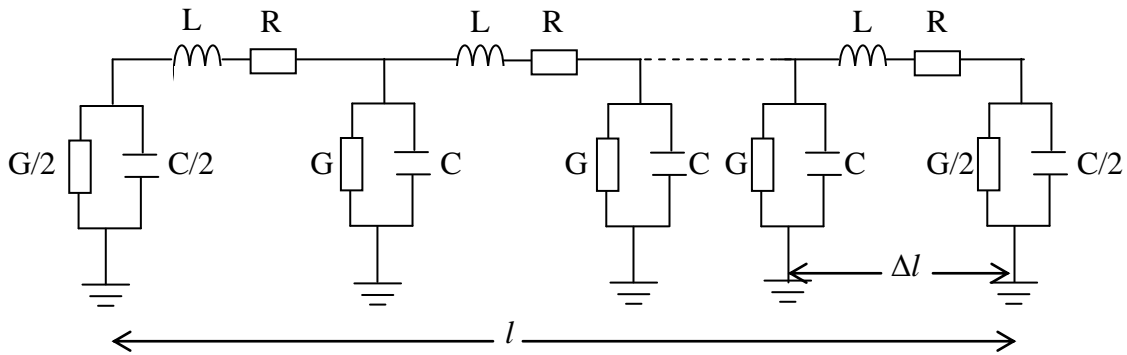 L R L R L R
G/2 C/2 G C G C G C G/2 C/2
Δl
l